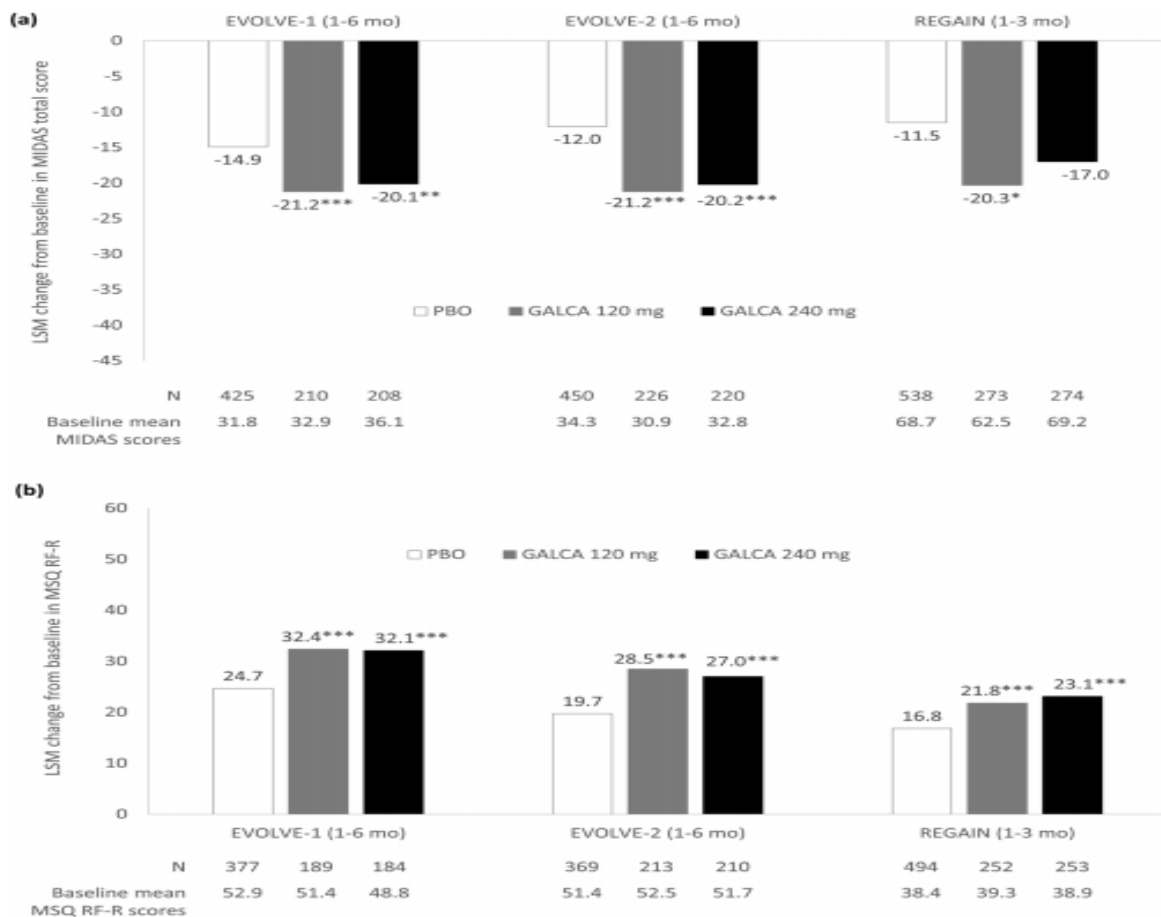 (a)
EVOLVE-1 (1-6 mo) EVOLVE-2 (1-6 mo) REGAIN (1-3 mo)
LSM change from baseline in MIDAS total score
0
-5
-10
-15
-20
-25
-30
-35
-40
-45
-14.9 -12.0 -11.5
-21.2*** -20.1** -21.2*** -20.2*** -20.3* -17.0
PBO GALCA 120 mg GALCA 240 mg
N 425 210 208 450 226 220 538 273 274
Baseline mean 31.8 32.9 36.1 34.3 30.9 32.8 68.7 62.5 69.2
MIDAS scores
(b)
LSM change from baseline in MSQ RF-R
60
50
40
30
20
10
0
PBO GALCA 120 mg GALCA 240 mg
24.7 32.4*** 32.1*** 19.7 28.5*** 27.0*** 16.8 21.8*** 23.1***
EVOLVE-1 (1-6 mo) EVOLVE-2 (1-6 mo) REGAIN (1-3 mo)
N 377 189 184 369 213 210 494 252 253
Baseline mean 52.9 51.4 48.8 51.4 52.5 51.7 38.4 39.3 38.9
MSQ RF-R scores